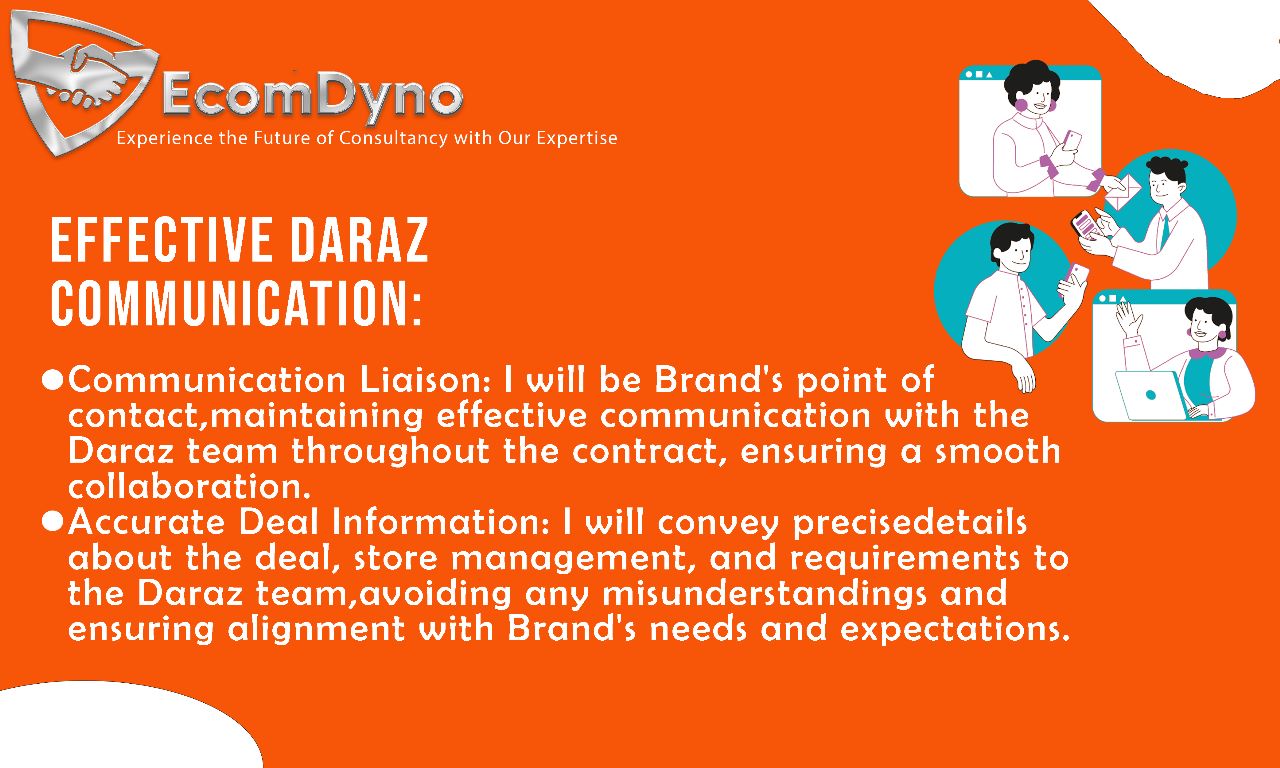 EcomDyno
Experience the Future of Consultancy with Our Expertise
EFFECTIVE DARAZ
COMMUNICATION:
●Communication Liaison: I will be Brand's point of
contact,maintaining effective communication with the
Daraz team throughout the contract, ensuring a smooth
collaboration.
●Accurate Deal Information: I will convey precisedetails
about the deal, store management, and requirements to
the Daraz team,avoiding any misunderstandings and
ensuring alignment with Brand's needs and expectations.